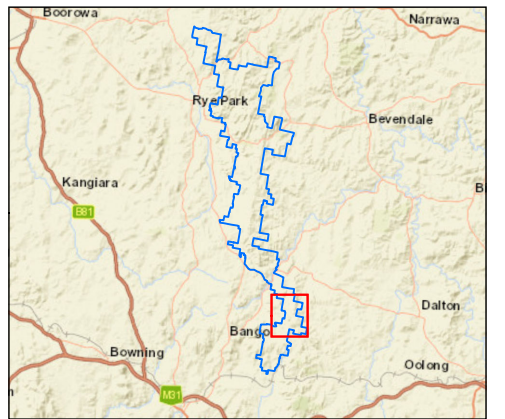 Boorowa
Narrawa
Rye Park
Bevendale
Kangiara
B81
B
Dalton
Bango
Bowning
Oolong
n
M31